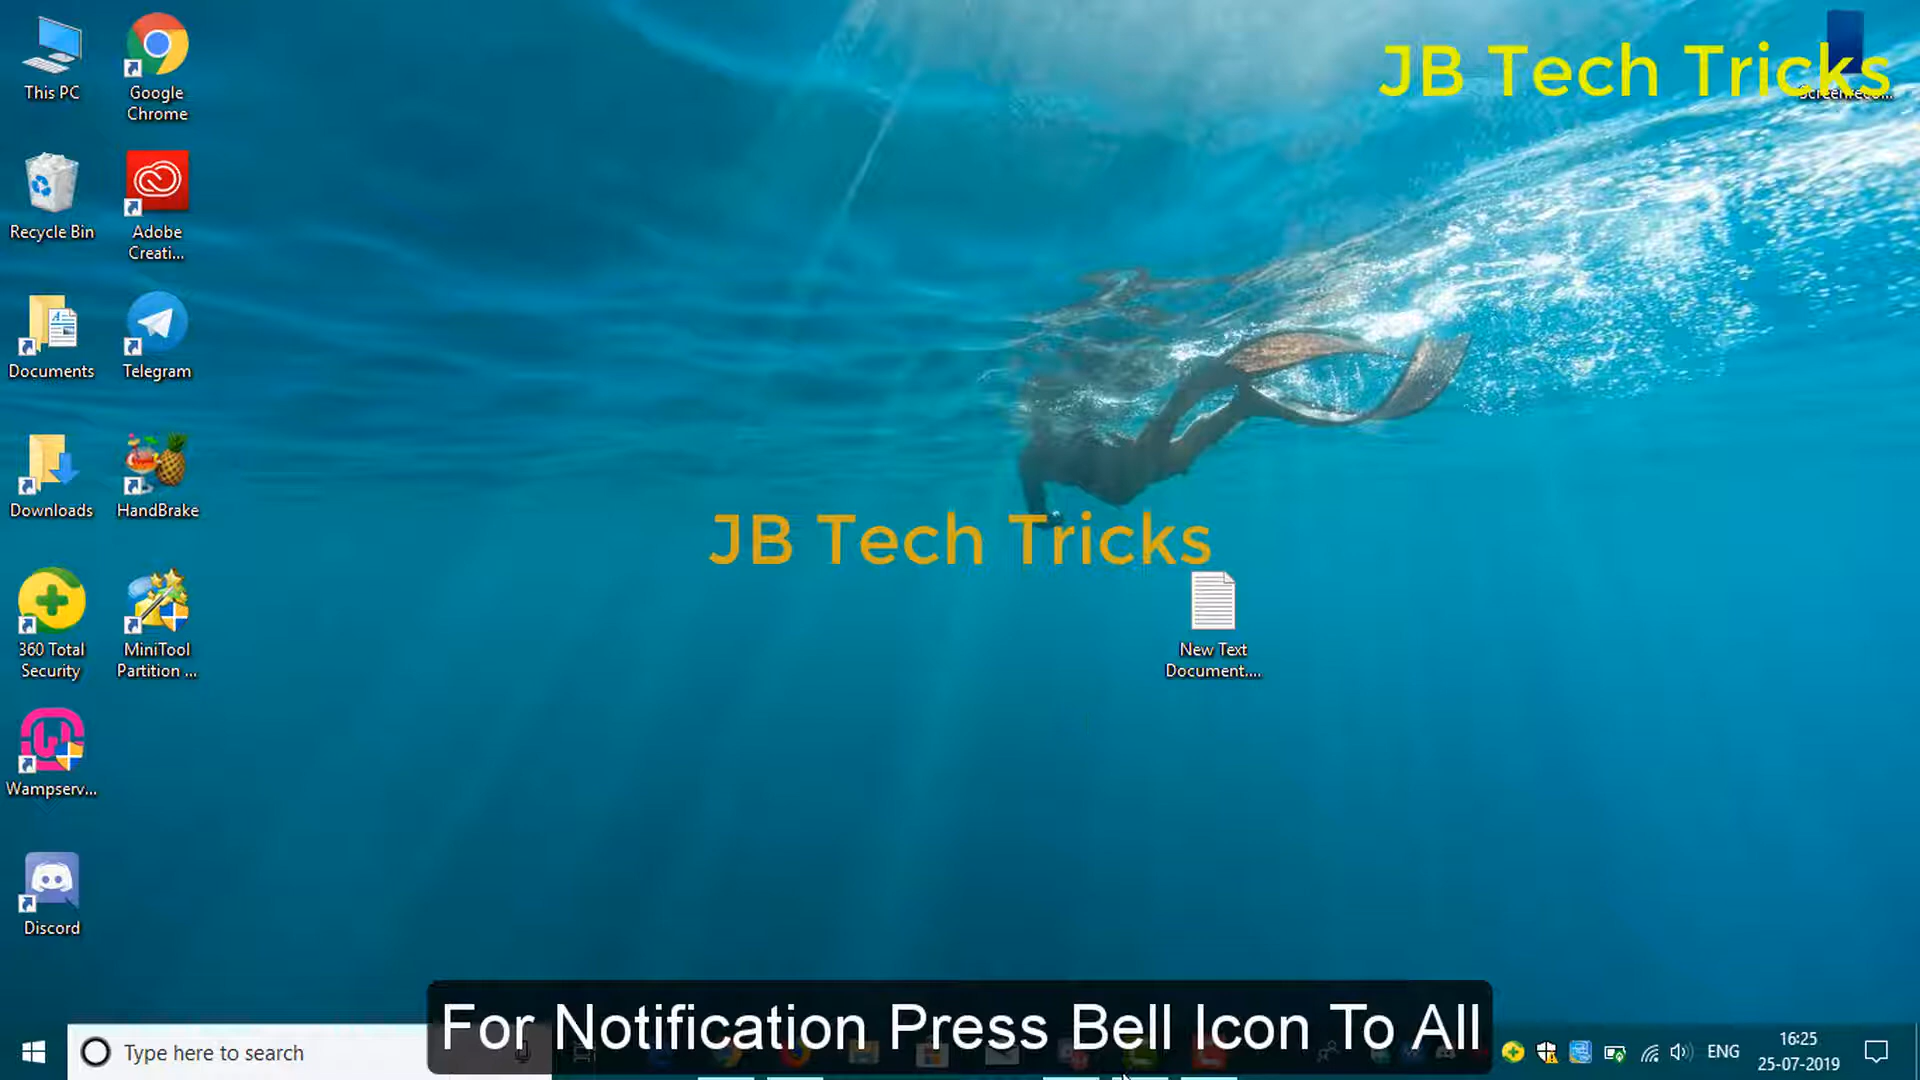 This PC
Google
Chrome
JB Tech Tricks
Recycle Bin
Adobe
Creati...
Documents
Telegram
Downloads
HandBrake
JB Tech Tricks
360 Total
Security
MiniTool
Partition ...
New Text
Document....
Wampserv...
Discord
For Notification Press Bell Icon To All
Type here to search
ENG
16:25
25-07-2019